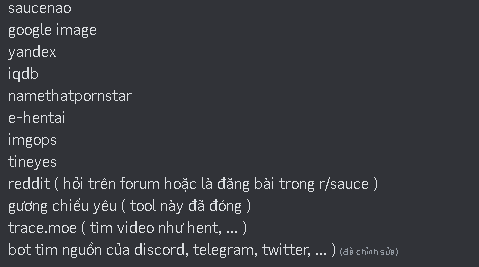 saucenao
google image
yandex
iqdb
namethatpornstar
e-hentai
imgops
tineyes
reddit ( hỏi trên forum hoặc là đăng bài trong r/sauce )
gương chiếu yêu ( tool này đã đóng )
trace.moe ( tìm video như hent, ... )
bot tìm nguồn của discord, telegram, twitter, ... ) (đã chỉnh sửa)